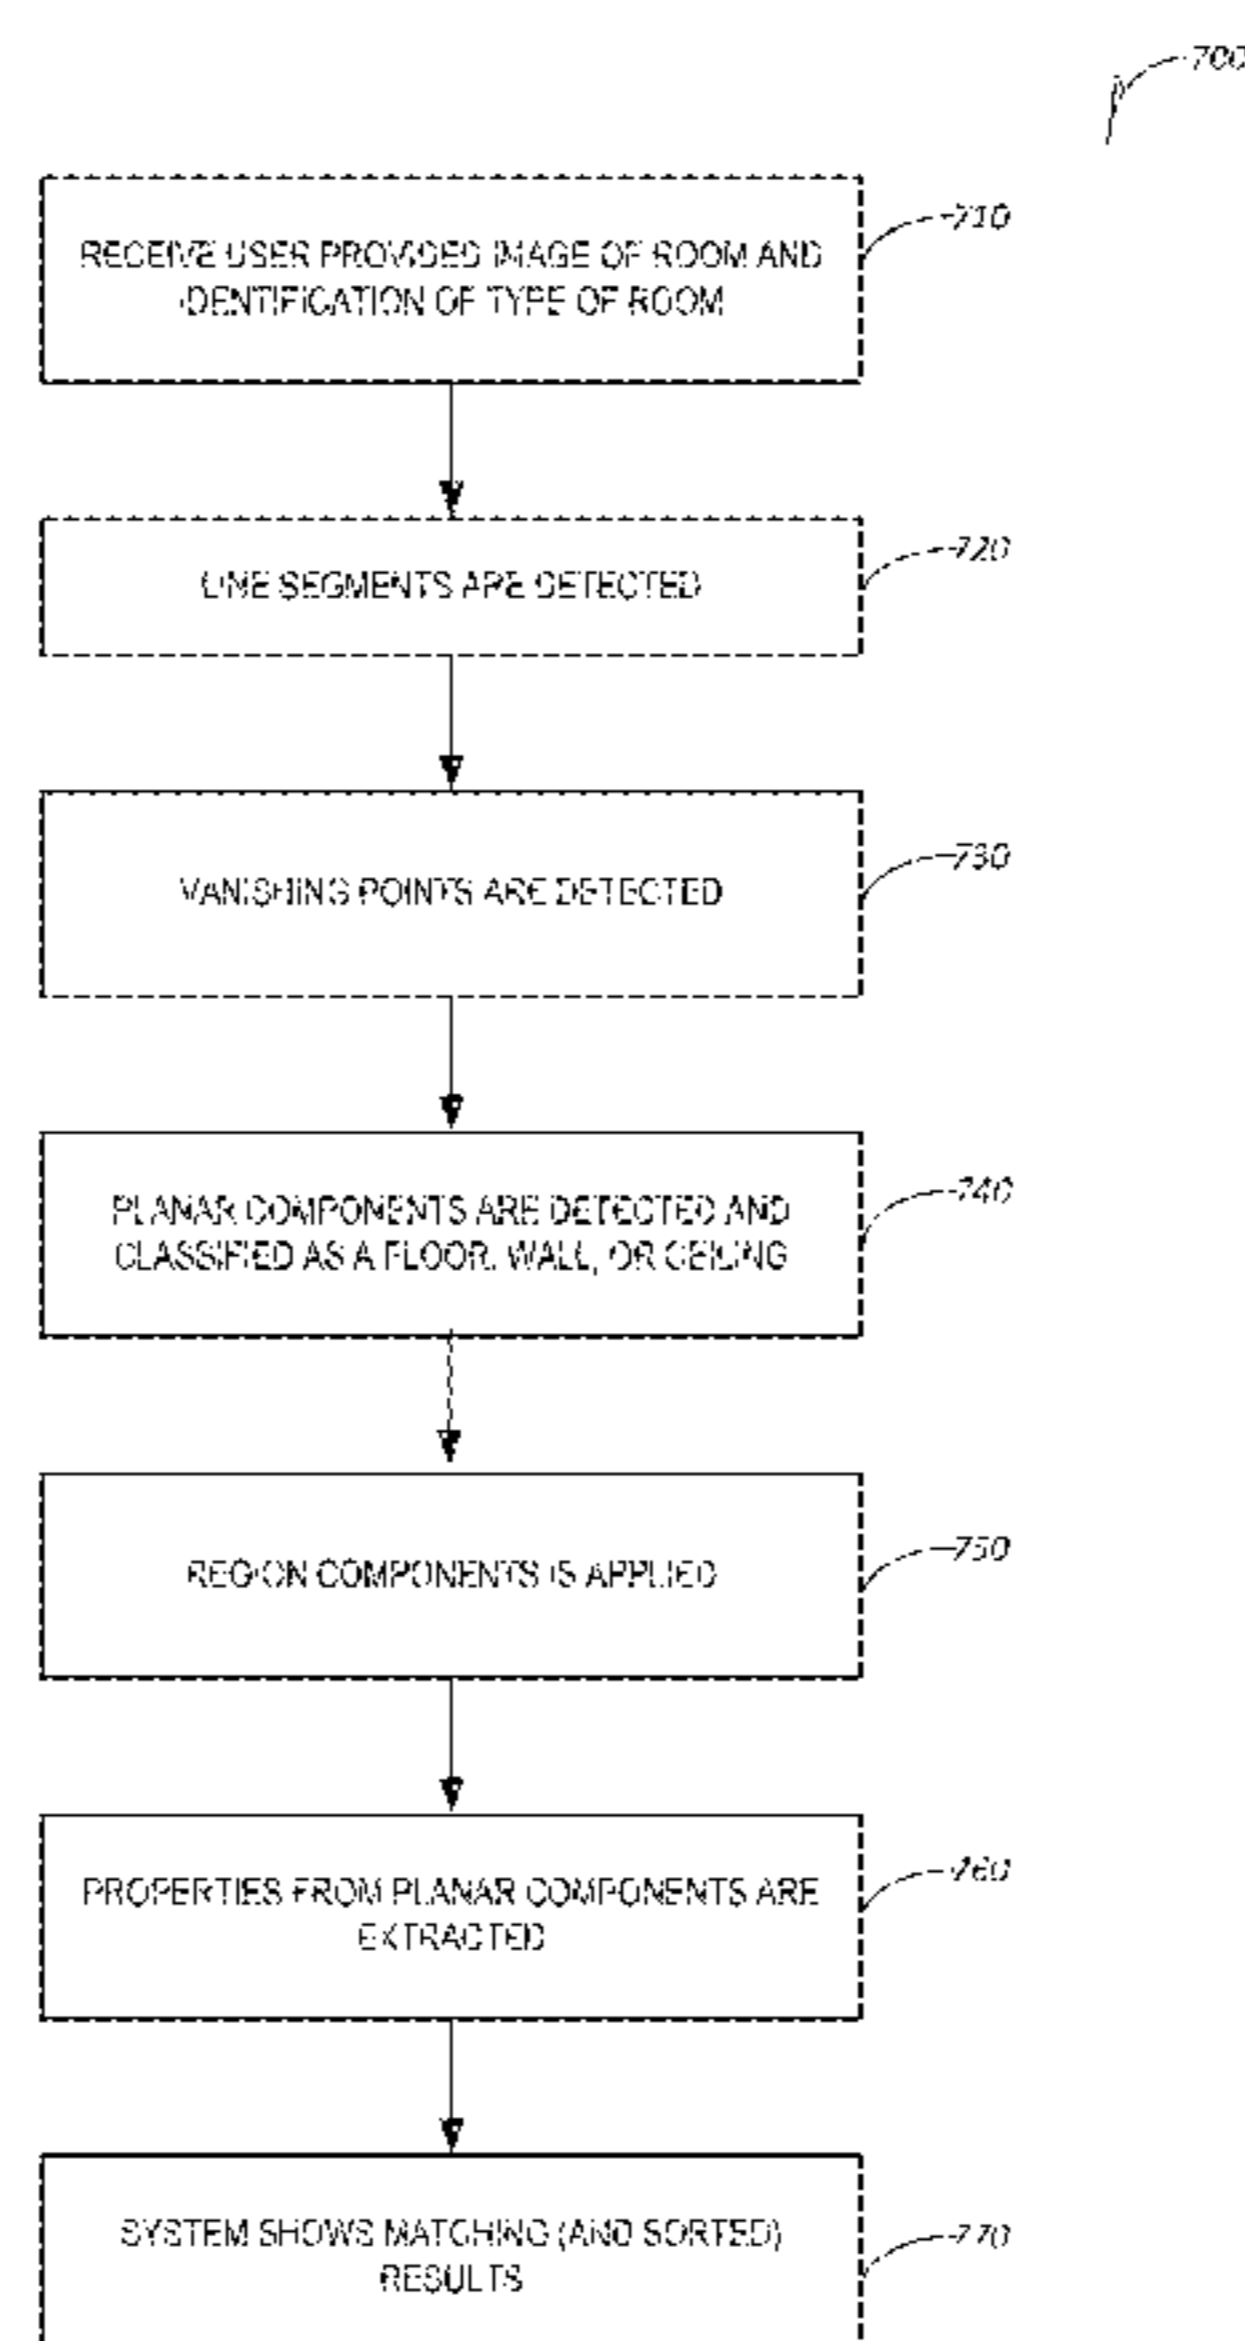 700
RECEIVE USER PROVIDED IMAGE OF ROOM AND
IDENTIFICATION OF TYPE OF ROOM
710
LINE SEGMENTS ARE DETECTED
720
VANISHING POINTS ARE DETECTED
730
PLANAR COMPONENTS ARE DETECTED AND
CLASSIFIED AS A FLOOR, WALL, OR CEILING
740
REGION COMPONENTS IS APPLIED
750
PROPERTIES FROM PLANAR COMPONENTS ARE
EXTRACTED
760
SYSTEM SHOWS MATCHING (AND SORTED)
RESULTS
770